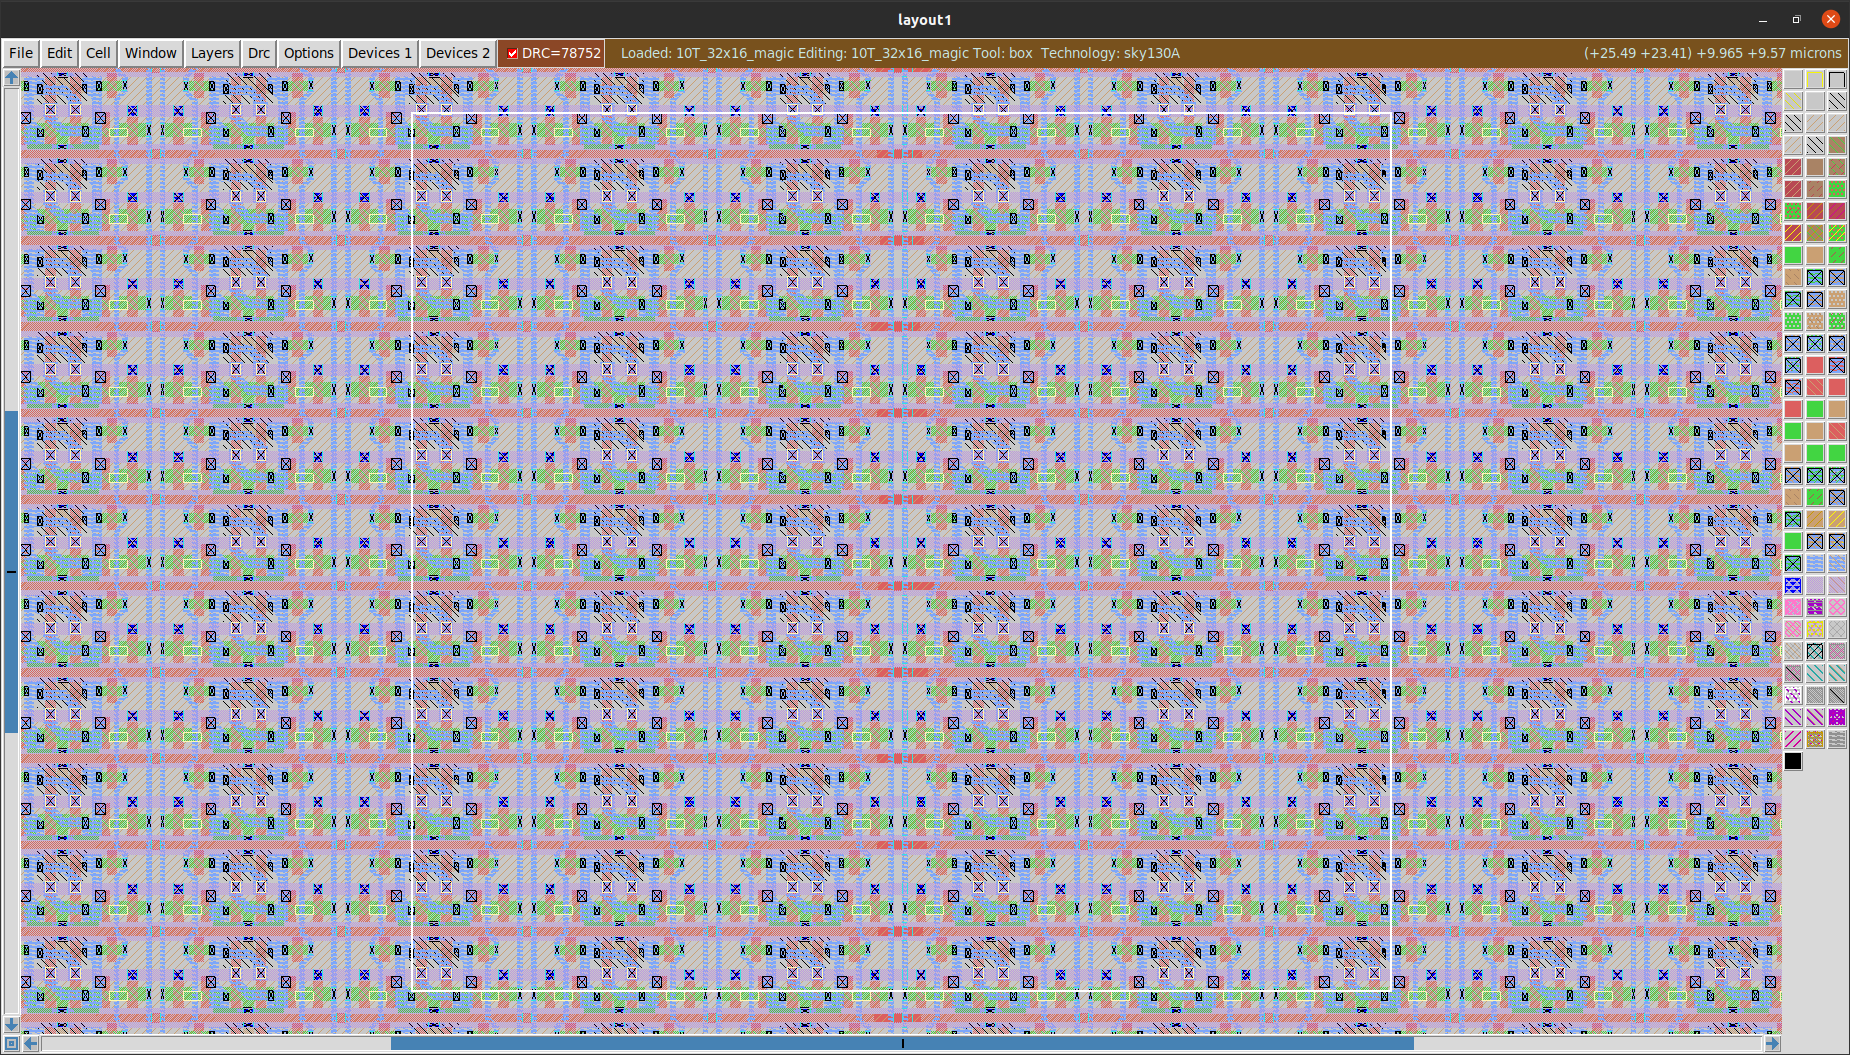 layout1
File Edit Cell Window Layers Drc Options Devices 1 Devices 2 DRC=78752 Loaded: 10T_32x16_magic Editing: 10T_32x16_magic Tool: box Technology: sky130A (+25.49 +23.41) +9.965 +9.57 microns